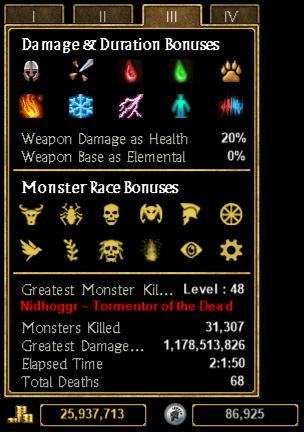 I II III IV
Damage & Duration Bonuses
Weapon Damage as Health 20%
Weapon Base as Elemental 0%
Monster Race Bonuses
Greatest Monster Kil... Level : 48
Nidhoggr ~ Tormentor of the Dead
Monsters Killed 31,307
Greatest Damage... 1,178,513,826
Elapsed Time 2:1:50
Total Deaths 68
25,937,713 86,925